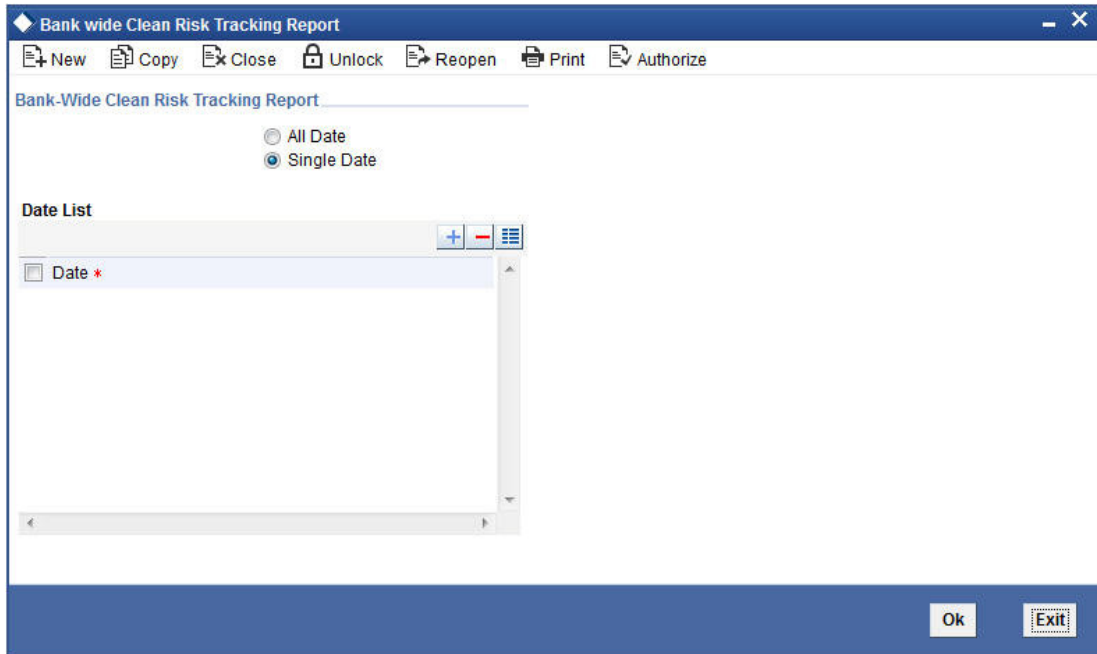 Bank wide Clean Risk Tracking Report
New Copy Close Unlock Reopen Print Authorize
Bank-Wide Clean Risk Tracking Report
All Date
Single Date
Date List
Date *
Ok Exit